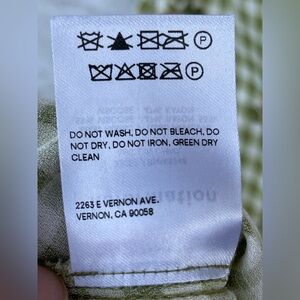 P
P
DO NOT WASH, DO NOT BLEACH, DO
NOT DRY, DO NOT IRON, GREEN DRY
CLEAN
2263 E VERNON AVE.
VERNON, CA 90058